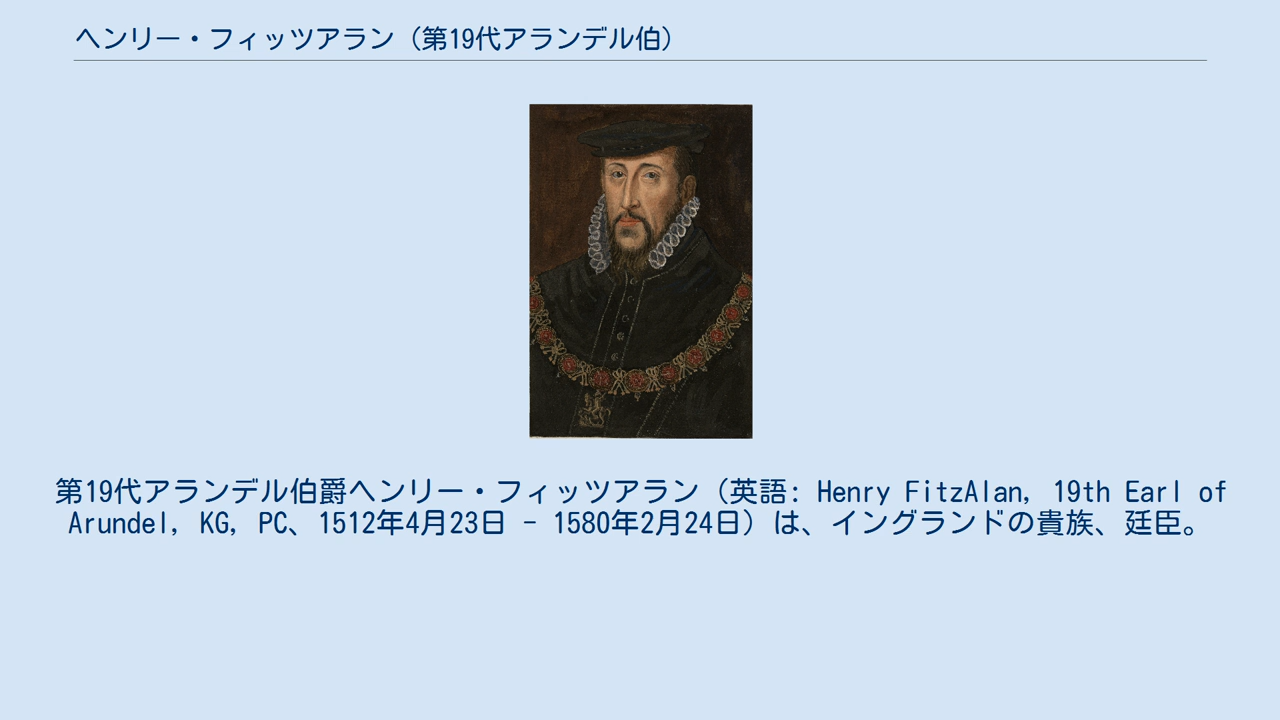 ヘンリー・フィッツアラン（第19代アランデル伯）
第19代アランデル伯爵ヘンリー・フィッツアラン（英語: Henry FitzAlan, 19th Earl of
Arundel, KG, PC、1512年4月23日 - 1580年2月24日）は、イングランドの貴族、廷臣。